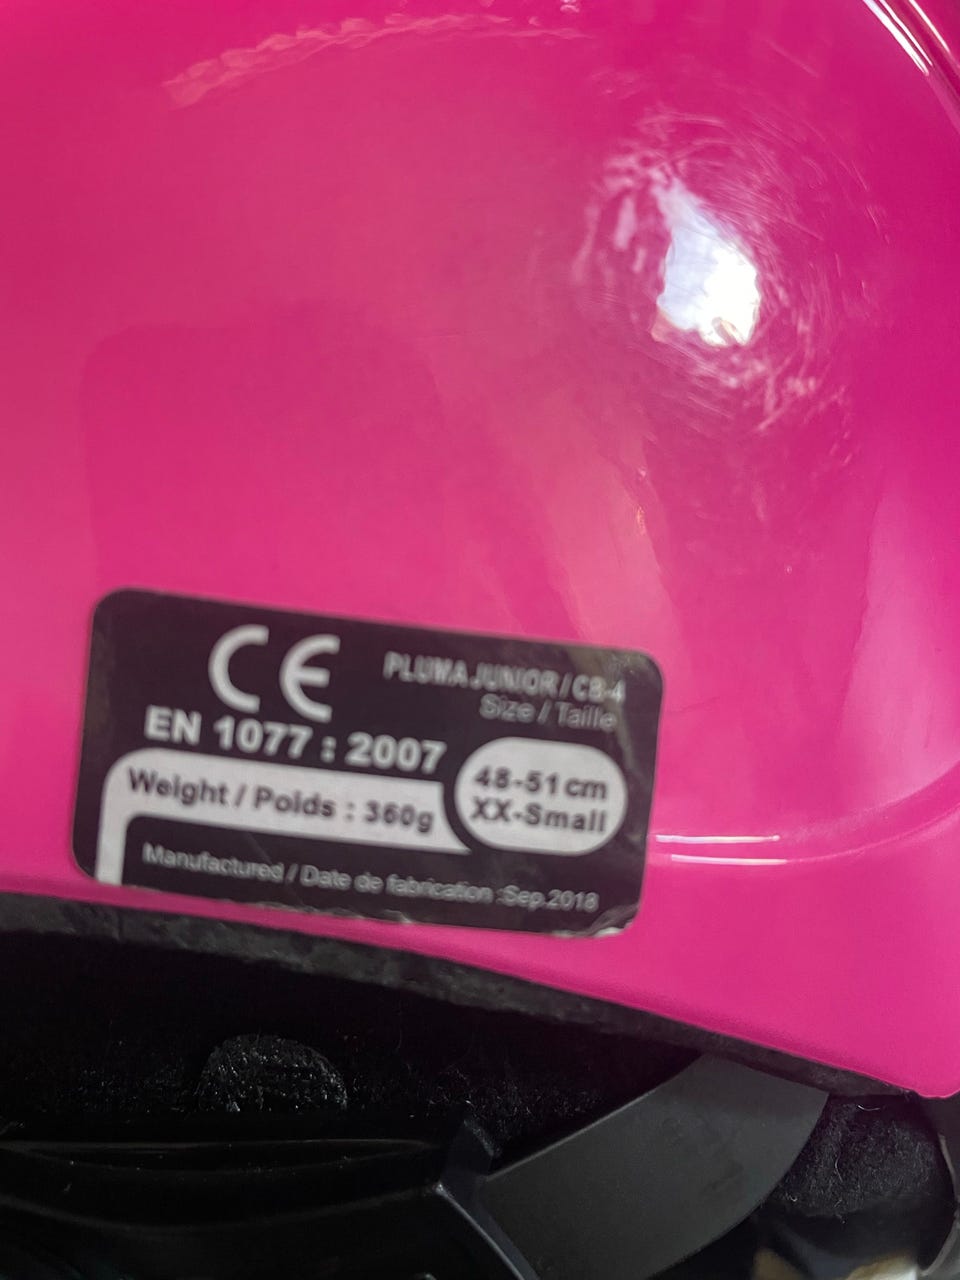 CE
PLUMA JUNIOR / CB-4
Size / Taille
EN 1077 : 2007
48-51 cm
XX-Small
Weight / Poids : 360g
Manufactured / Date de fabrication :Sep.2018